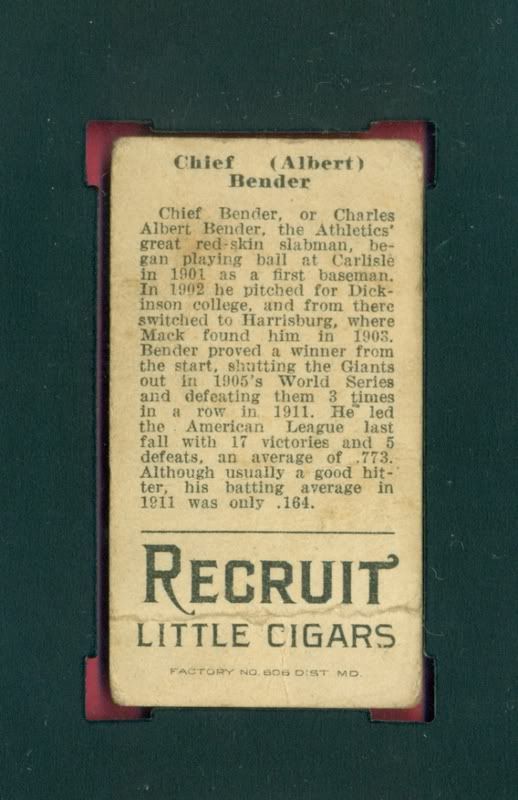 Chief (Albert)
Bender
Chief Bender, or Charles
Albert Bender, the Athletics'
great red-skin slabman, be-
gan playing ball at Carlisle
in 1901 as a first baseman.
In 1902 he pitched for Dick-
inson college, and from there
switched to Harrisburg, where
Mack found him in 1903.
Bender proved a winner from
the start, shutting the Giants
out in 1905's World Series
and defeating them 3 times
in a row in 1911. He led
the American League last
fall with 17 victories and 5
defeats, an average of .773.
Although usually a good hit-
ter, his batting average in
1911 was only .164.
RECRUIT
LITTLE CIGARS
FACTORY NO. 606 DIST MD.